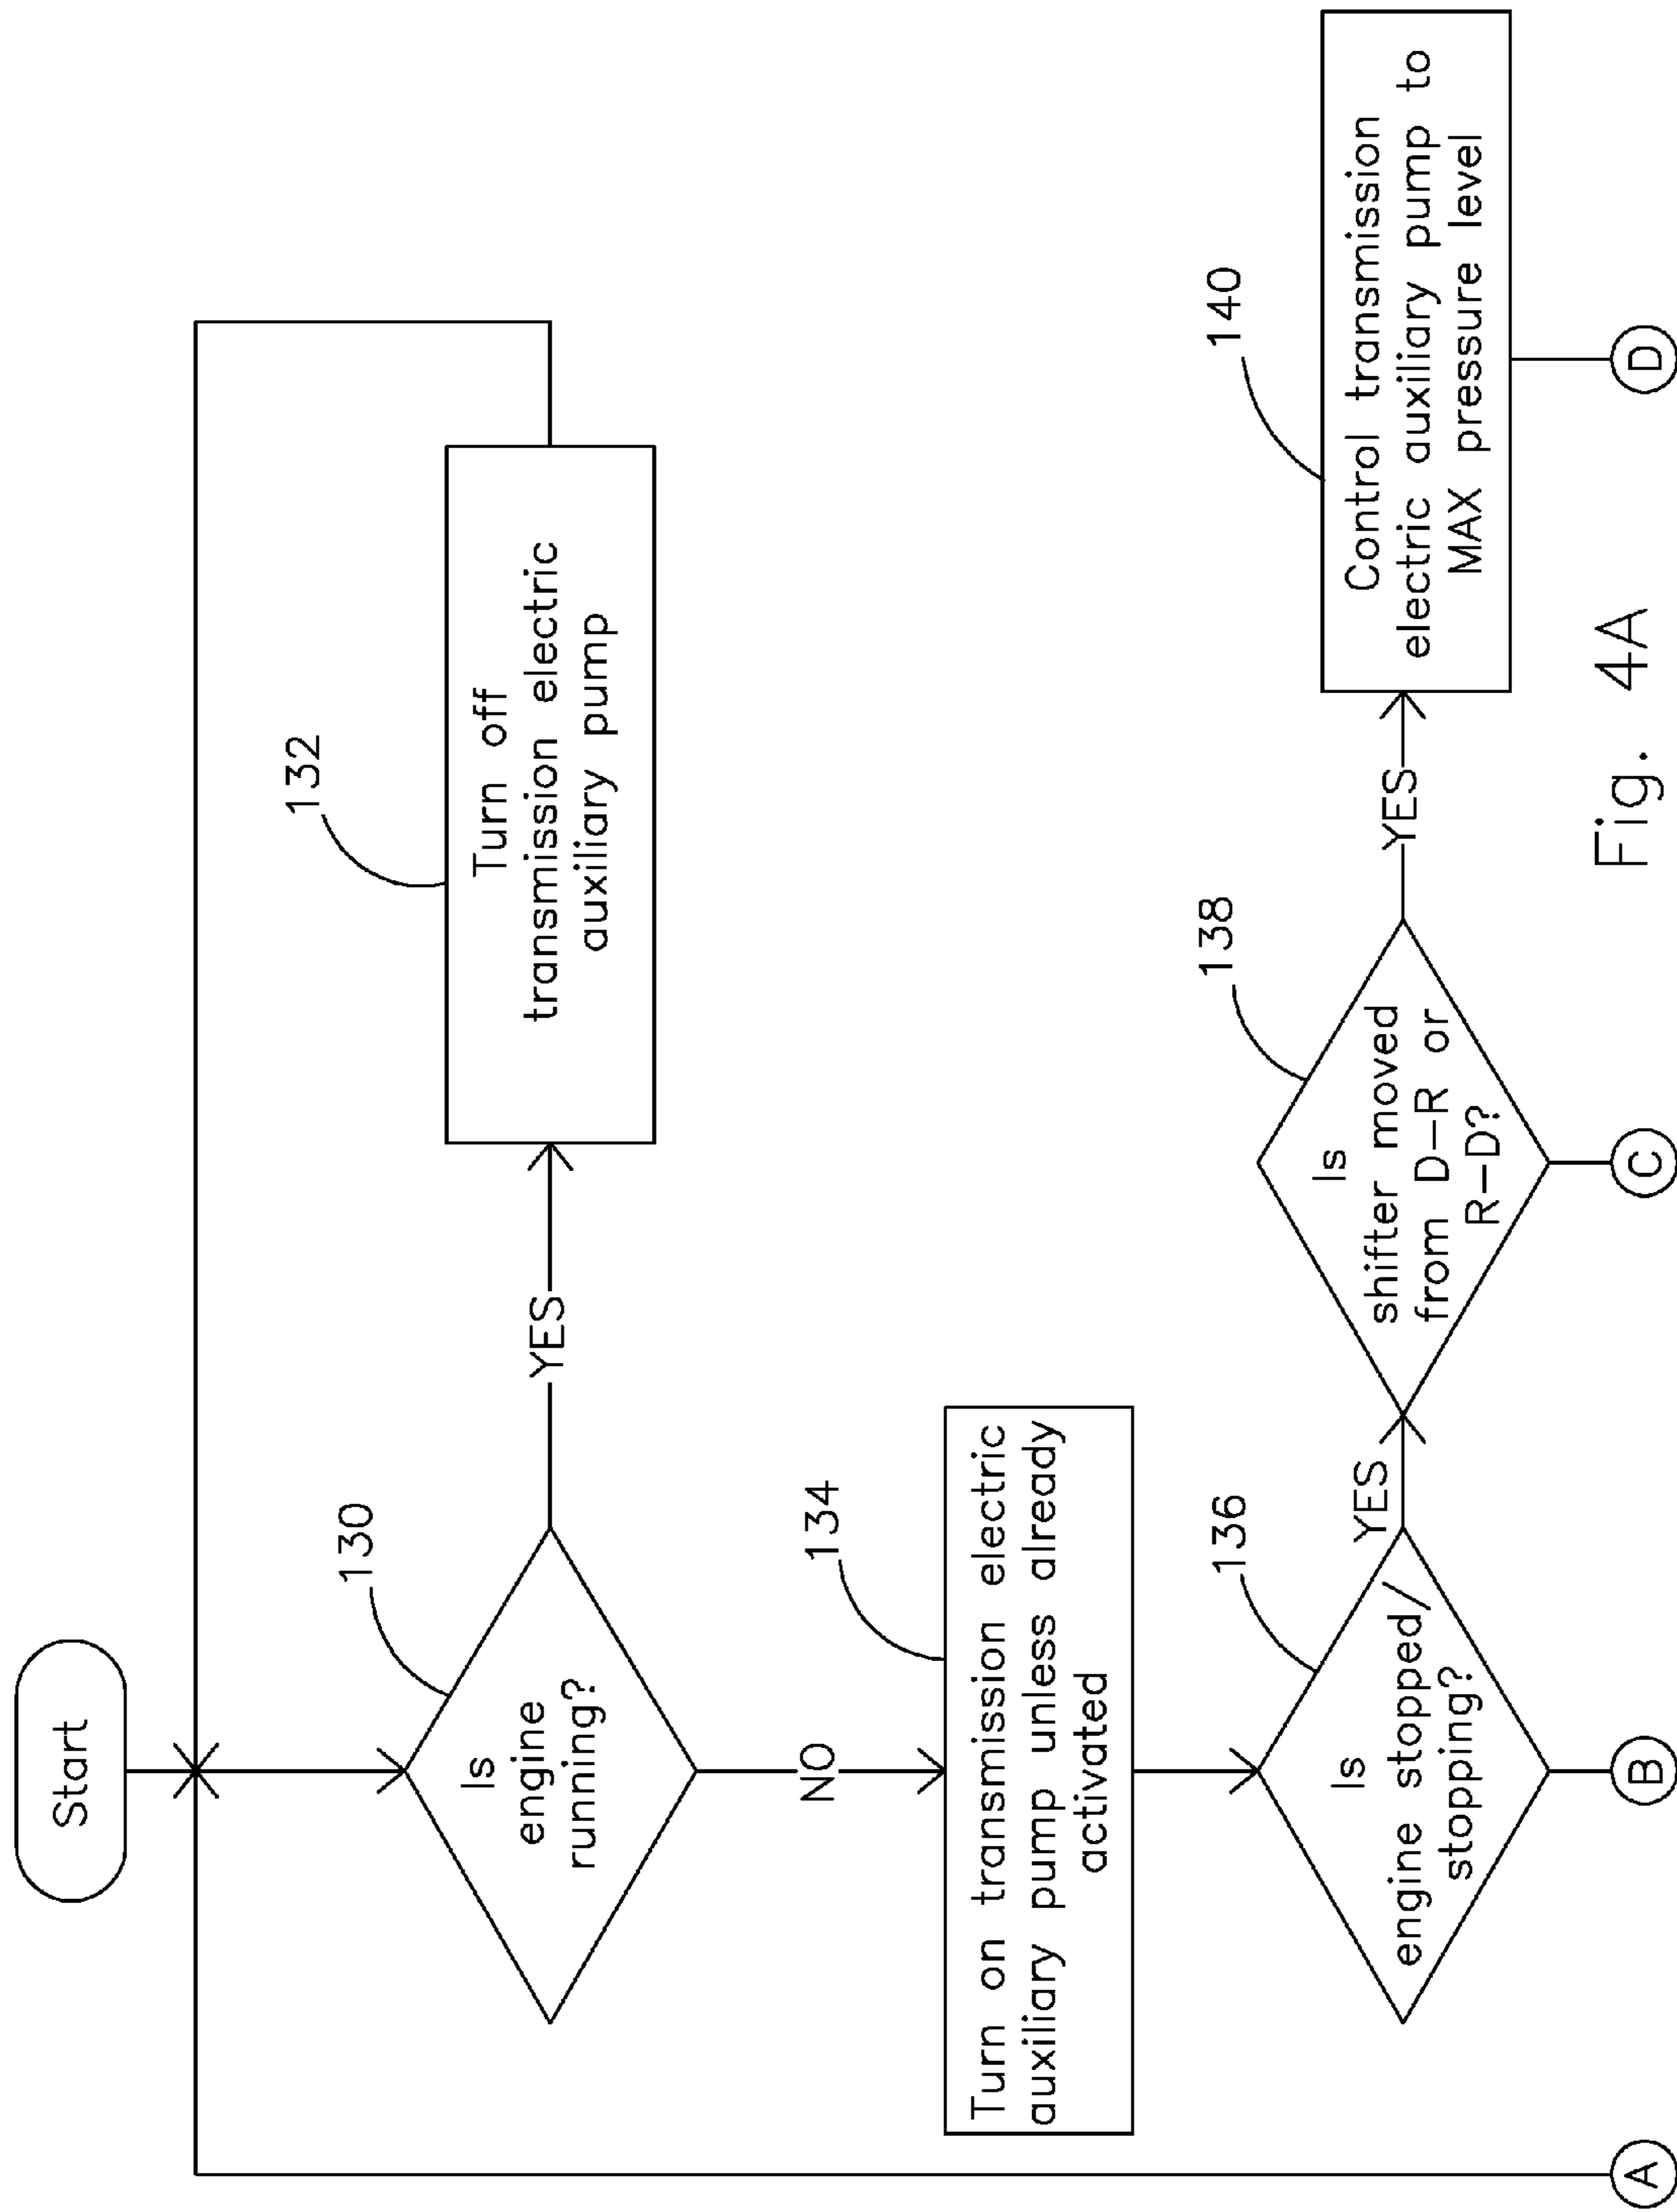 Start
130
Is
engine
running?
YES
132
Turn off
transmission electric
auxiliary pump
NO
134
Turn on transmission electric
auxiliary pump unless already
activated
136
Is
engine stopped/
stopping?
YES
138
Is
shifter moved
from D-R or
R-D?
YES
140
Control transmission
electric auxiliary pump to
MAX pressure level
A
B
C
D
Fig. 4A